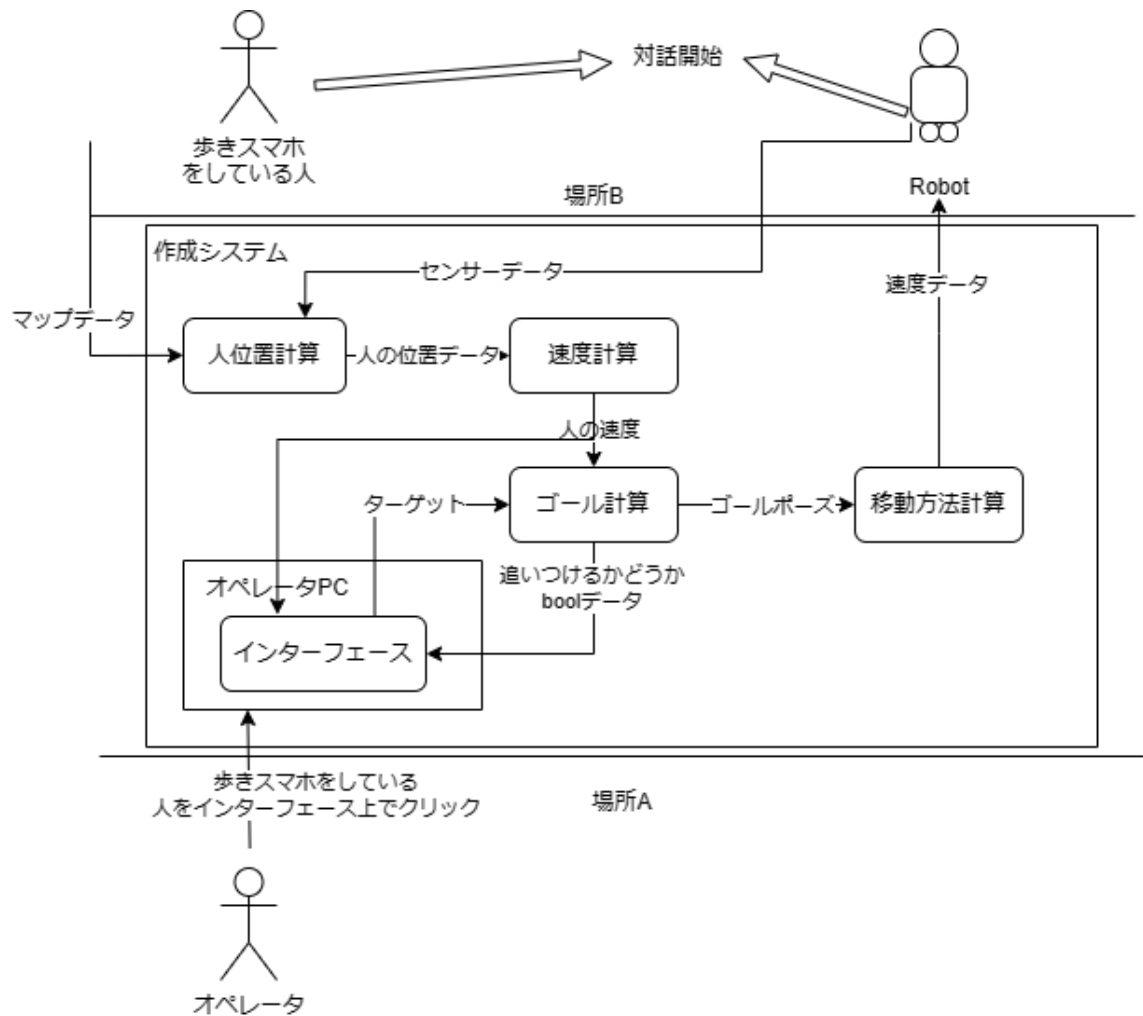 対話開始
歩きスマホ
をしている人
Robot
場所B
作成システム
センサーデータ
速度データ
マップデータ
人位置計算
人の位置データ
速度計算
人の速度
ターゲット
ゴール計算
ゴールポーズ
移動方法計算
オペレータPC
追いつけるかどうか
boolデータ
インターフェース
歩きスマホをしている
人をインターフェース上でクリック
場所A
オペレータ